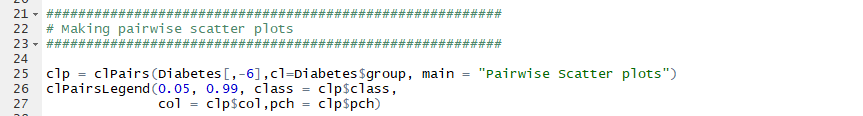 21 #########################################################
22 # Making pairwise scatter plots
23 #########################################################
24
25 clp = clPairs(Diabetes[,-6],cl=Diabetes$group, main = "Pairwise Scatter plots")
26 clPairsLegend(0.05, 0.99, class = clp$class,
27               col = clp$col,pch = clp$pch)